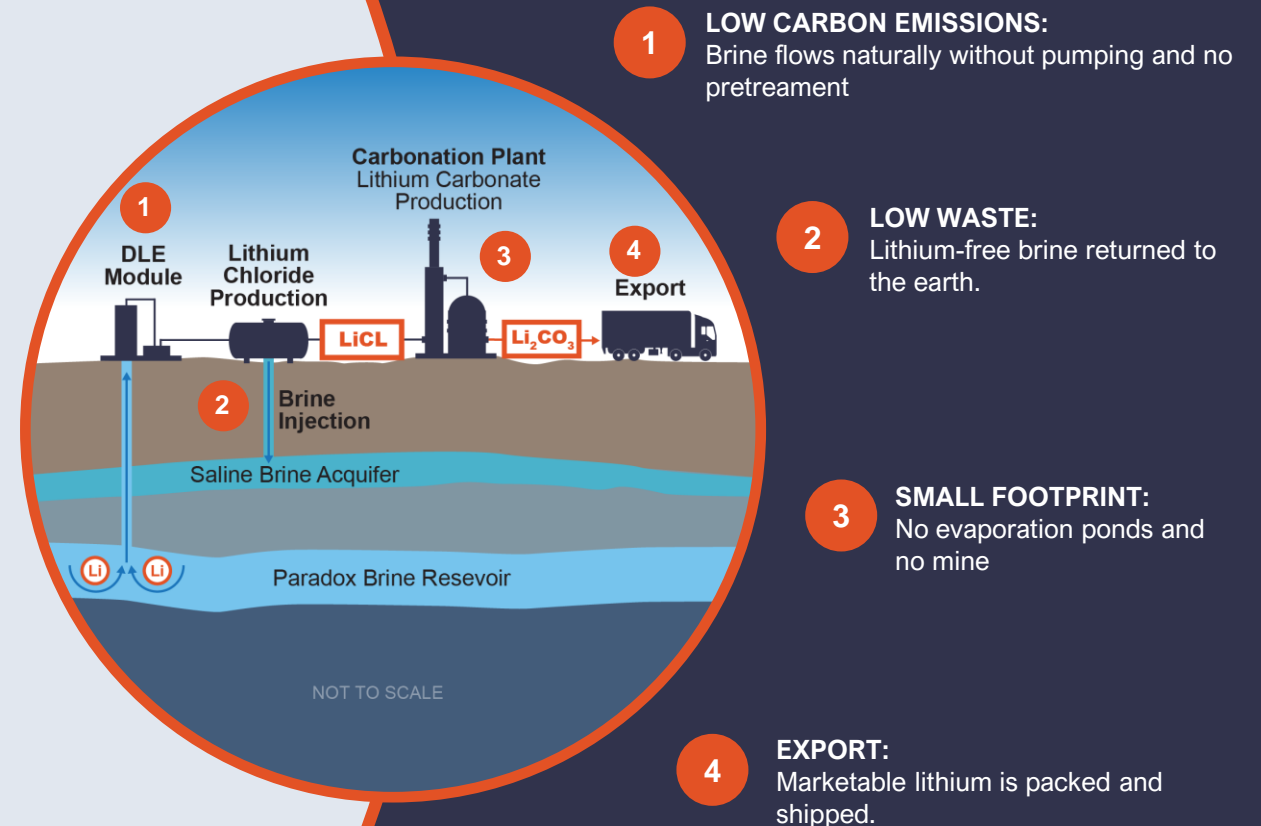 1
LOW CARBON EMISSIONS:
Brine flows naturally without pumping and no
pretreament
2
LOW WASTE:
Lithium-free brine returned to
the earth.
3
SMALL FOOTPRINT:
No evaporation ponds and
no mine
4
EXPORT:
Marketable lithium is packed and
shipped.
Carbonation Plant
Lithium Carbonate
Production
1
DLE
Module
Lithium
Chloride
Production
3
4
Export
LiCL
Li₂CO₃
2
Brine
Injection
Saline Brine Acquifer
Li
Li
Paradox Brine Resevoir
NOT TO SCALE